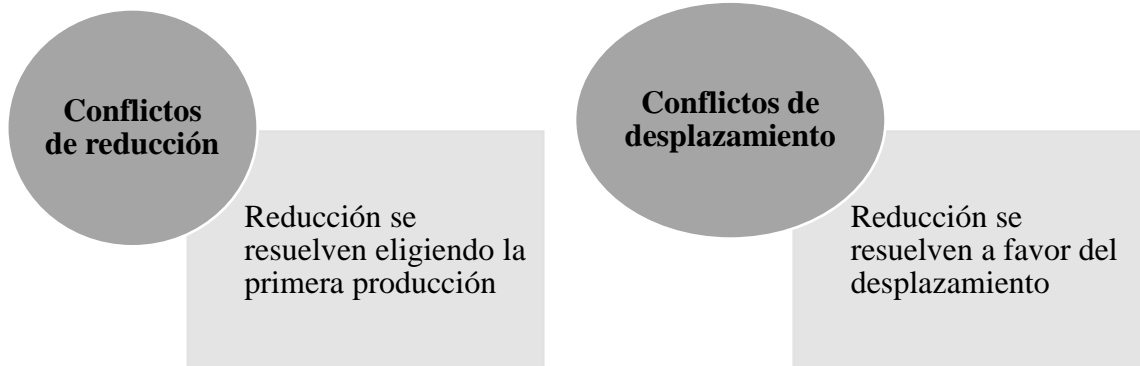 Conflictos
de reducción
Reducción se
resuelven eligiendo la
primera producción
Conflictos de
desplazamiento
Reducción se
resuelven a favor del
desplazamiento